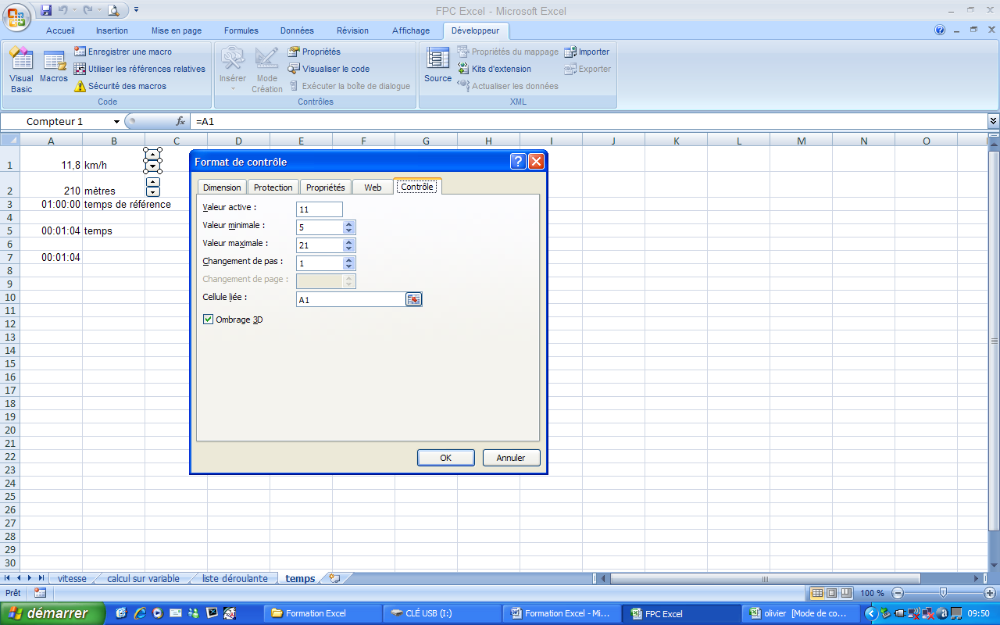 FPC Excel - Microsoft Excel
Accueil Insertion Mise en page Formules Données Révision Affichage Développeur
Visual Basic
Macros
Enregistrer une macro
Utiliser les références relatives
Sécurité des macros
Code
Insérer
Mode Création
Propriétés
Visualiser le code
Exécuter la boîte de dialogue
Contrôles
Source
Propriétés du mappage
Kits d'extension
Actualiser les données
Importer
Exporter
XML
Compteur 1 fx =A1
A B C D E F G H I J K L M N O
1 11,8 km/h
2 210 mètres
3 01:00:00 temps de référence
4
5 00:01:04 temps
6
7 00:01:04
8
9
10
11
12
13
14
15
16
17
18
19
20
21
22
23
24
25
26
27
28
29
30
Format de contrôle
Dimension Protection Propriétés Web Contrôle
Valeur active : 11
Valeur minimale : 5
Valeur maximale : 21
Changement de pas : 1
Changement de page :
Cellule liée : A1
Ombrage 3D
OK Annuler
vitesse calcul sur variable liste déroulante temps
Prêt 100 %
démarrer Formation Excel CLÉ USB (I:) Formation Excel - Mi... FPC Excel olivier [Mode de co... 09:50